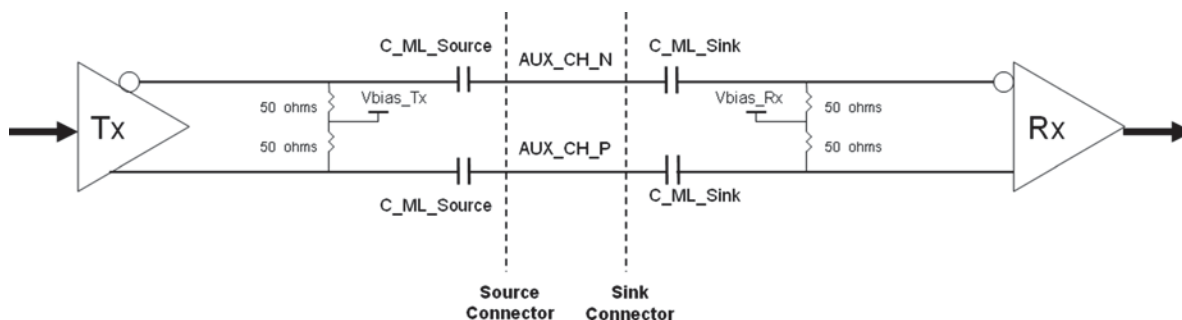 C_ML_Source
AUX_CH_N
C_ML_Sink
50 ohms
Vbias_Tx
Vbias_Rx
50 ohms
Tx
Rx
50 ohms
50 ohms
AUX_CH_P
C_ML_Source
C_ML_Sink
Source
Connector
Sink
Connector